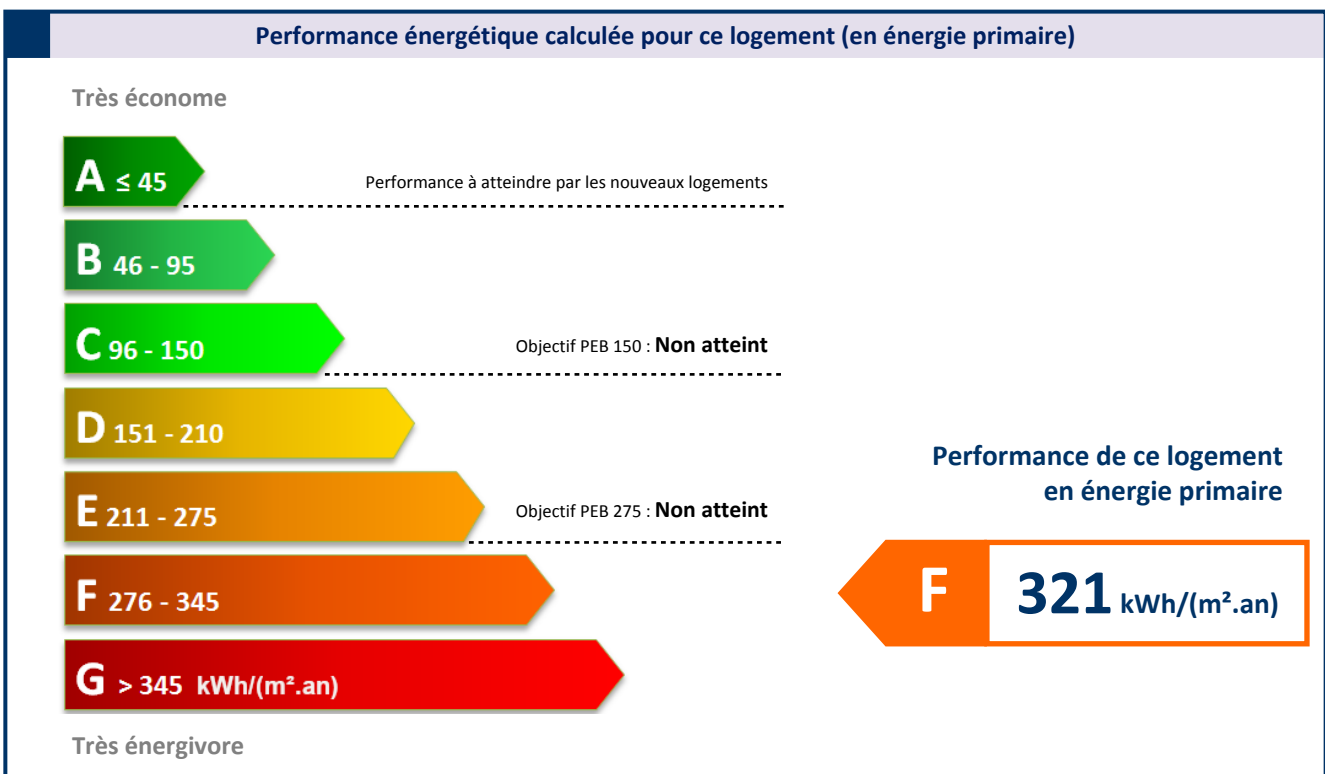 Performance énergétique calculée pour ce logement (en énergie primaire)
Très économe
A ≤ 45
Performance à atteindre par les nouveaux logements
B 46 - 95
C 96 - 150
Objectif PEB 150 : Non atteint
D 151 - 210
E 211 - 275
Objectif PEB 275 : Non atteint
F 276 - 345
G > 345 kWh/(m².an)
Très énergivore
Performance de ce logement
en énergie primaire
F 321 kWh/(m².an)